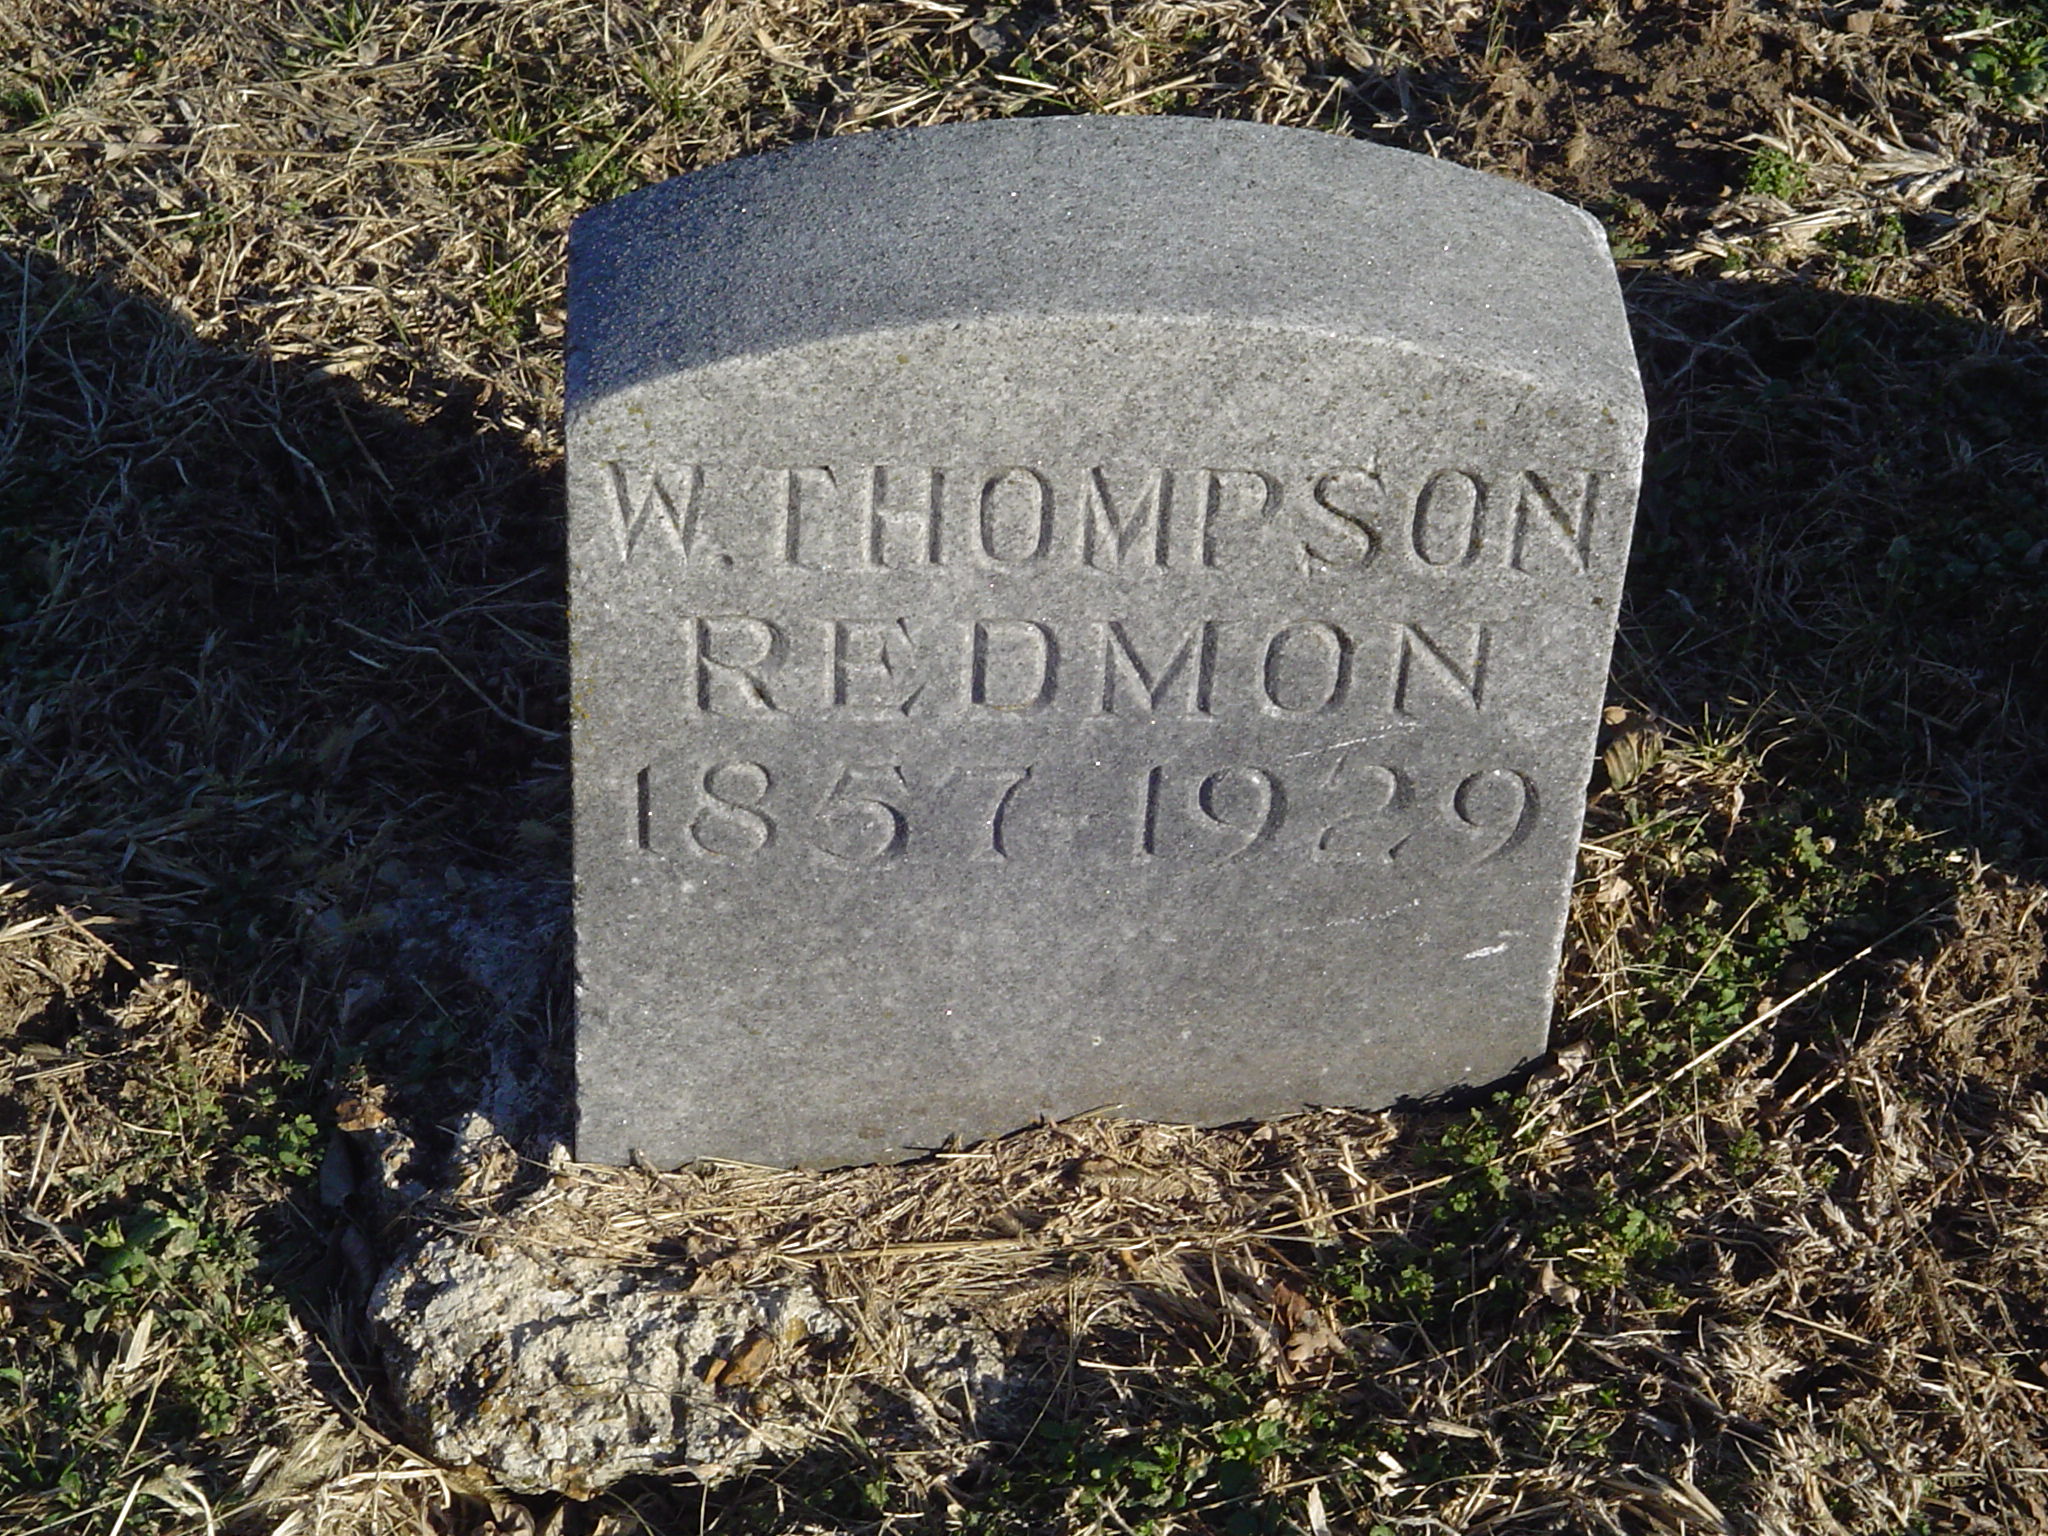 W. THOMPSON
REDMON
1857 1929